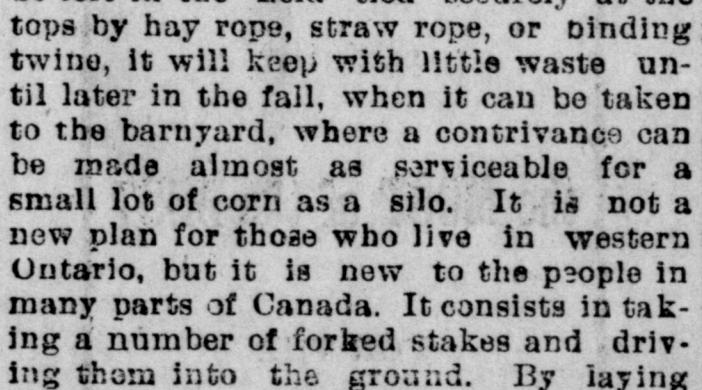 tops by hay rope, straw rope, or binding
twine, it will keep with little waste un-
til later in the fall, when it can be taken
to the barnyard, where a contrivance can
be made almost as serviceable for a
small lot of corn as a silo. It is not a
new plan for those who live in western
Ontario, but it is new to the people in
many parts of Canada. It consists in tak-
ing a number of forked stakes and driv-
ing them into the ground. By laying